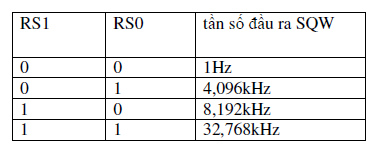 RS1 RS0 tần số đầu ra SQW
0 0 1Hz
0 1 4,096kHz
1 0 8,192kHz
1 1 32,768kHz